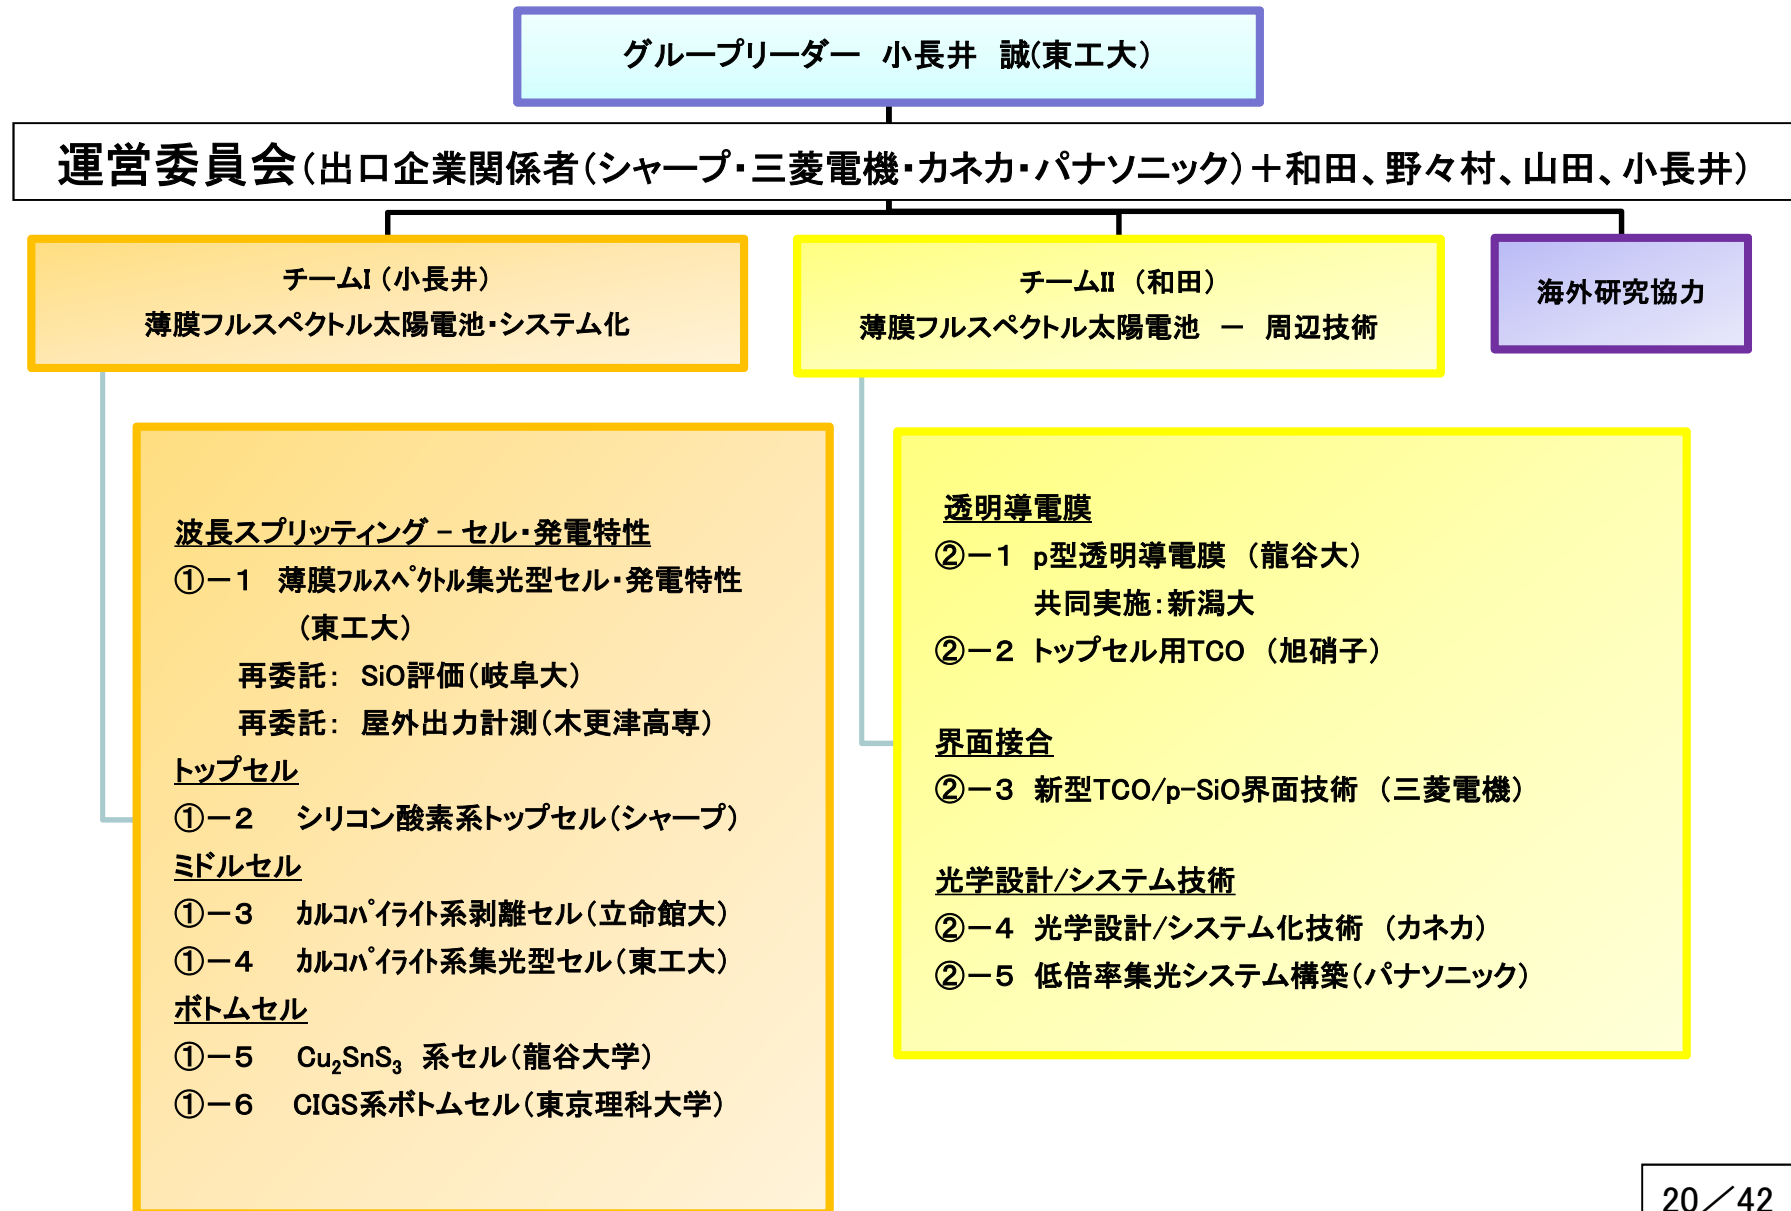 グループリーダー 小長井 誠(東工大)
運営委員会(出口企業関係者(シャープ・三菱電機・カネカ・パナソニック)+和田、野々村、山田、小長井)
チームI (小長井)
薄膜フルスペクトル太陽電池・システム化
チームII (和田)
薄膜フルスペクトル太陽電池 - 周辺技術
海外研究協力
波長スプリッティング - セル・発電特性
①-1 薄膜フルスペクトル集光型セル・発電特性
(東工大)
再委託: SiO評価(岐阜大)
再委託: 屋外出力計測(木更津高専)
トップセル
①-2 シリコン酸素系トップセル(シャープ)
ミドルセル
①-3 カルコパイライト系剥離セル(立命館大)
①-4 カルコパイライト系集光型セル(東工大)
ボトムセル
①-5 Cu₂SnS₃ 系セル(龍谷大学)
①-6 CIGS系ボトムセル(東京理科大学)
透明導電膜
②-1 p型透明導電膜 (龍谷大)
共同実施:新潟大
②-2 トップセル用TCO (旭硝子)
界面接合
②-3 新型TCO/p-SiO界面技術 (三菱電機)
光学設計/システム技術
②-4 光学設計/システム化技術 (カネカ)
②-5 低倍率集光システム構築(パナソニック)
20/42